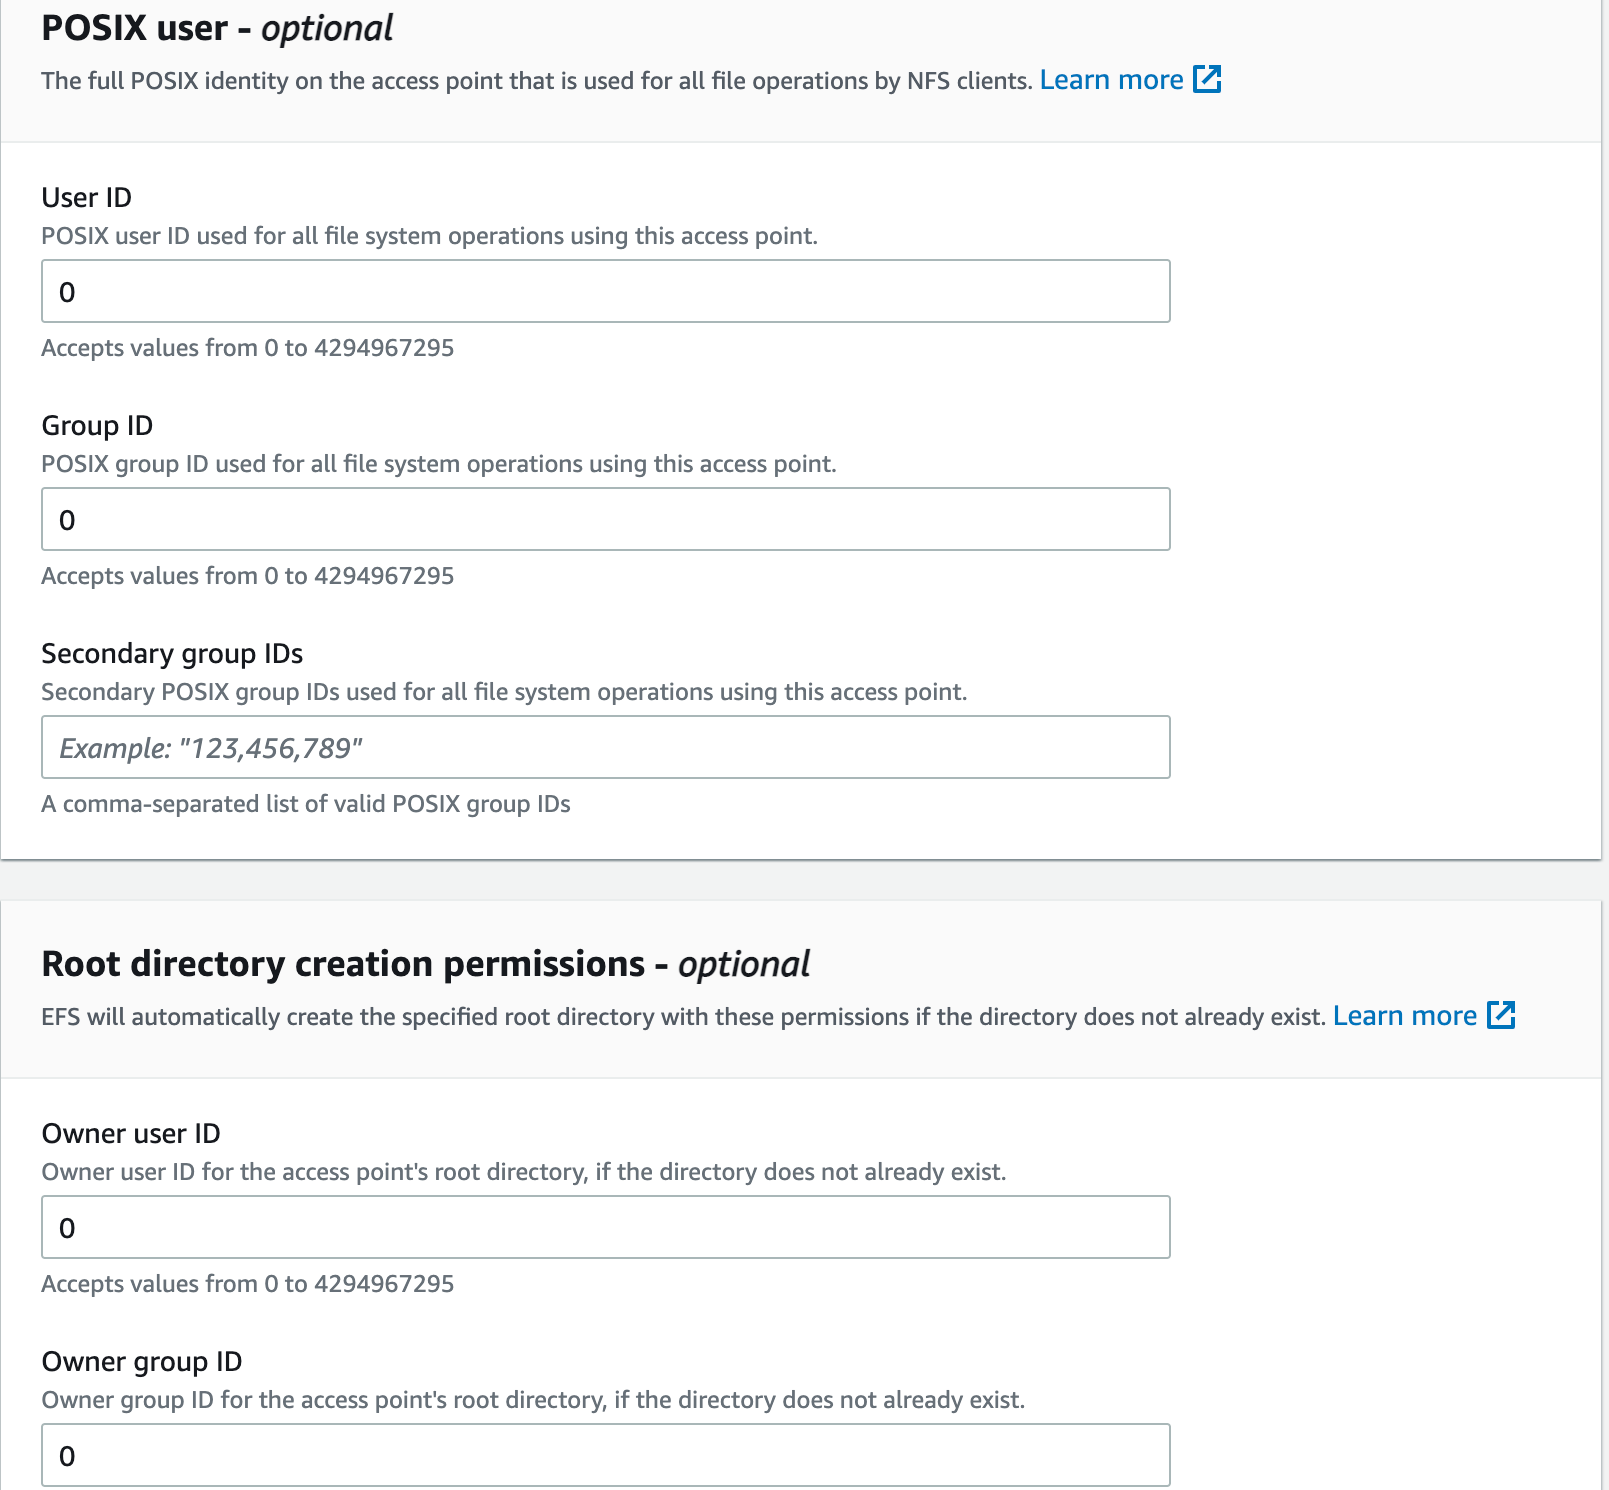 POSIX user - optional
The full POSIX identity on the access point that is used for all file operations by NFS clients. Learn more
User ID
POSIX user ID used for all file system operations using this access point.
0
Accepts values from 0 to 4294967295
Group ID
POSIX group ID used for all file system operations using this access point.
0
Accepts values from 0 to 4294967295
Secondary group IDs
Secondary POSIX group IDs used for all file system operations using this access point.
Example: "123,456,789"
A comma-separated list of valid POSIX group IDs
Root directory creation permissions - optional
EFS will automatically create the specified root directory with these permissions if the directory does not already exist. Learn more
Owner user ID
Owner user ID for the access point's root directory, if the directory does not already exist.
0
Accepts values from 0 to 4294967295
Owner group ID
Owner group ID for the access point's root directory, if the directory does not already exist.
0